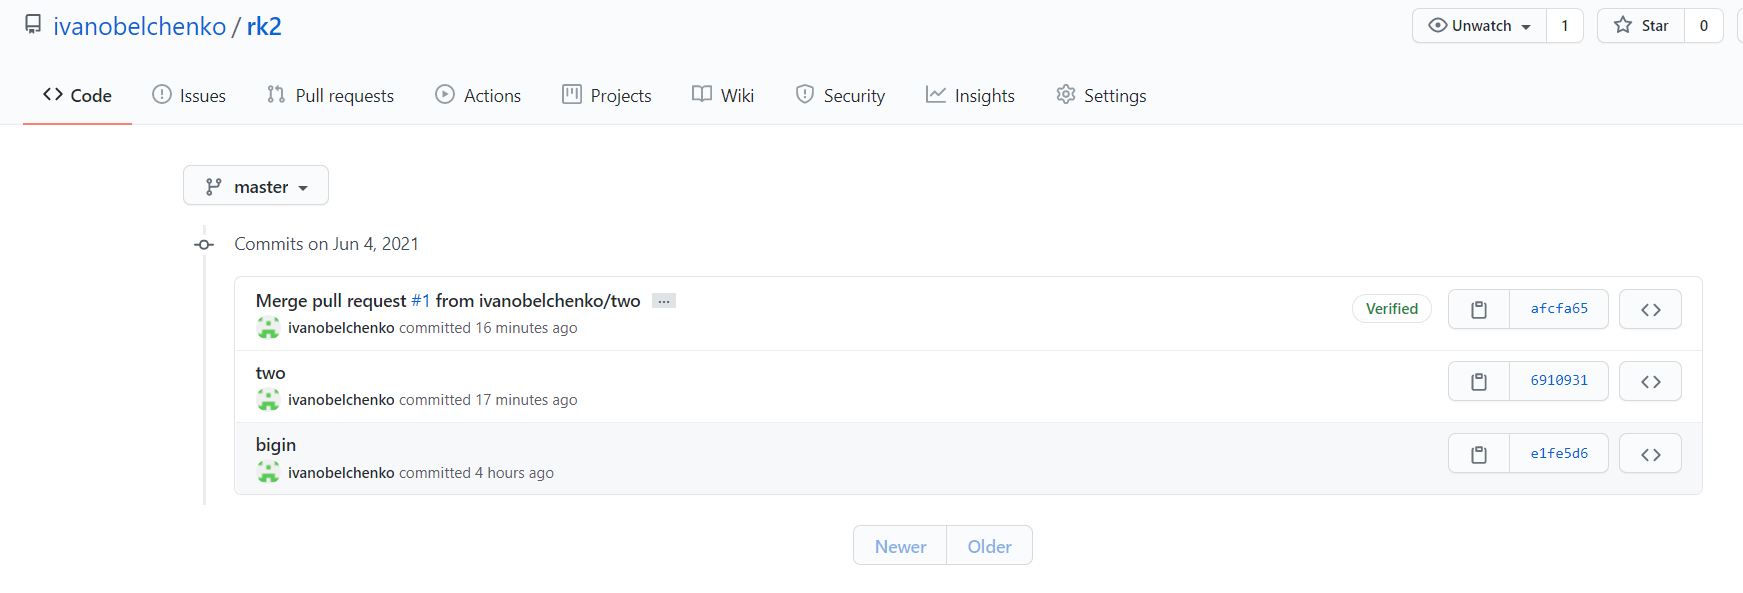 ivanobelchenko / rk2
Unwatch 1 Star 0
Code Issues Pull requests Actions Projects Wiki Security Insights Settings
master
Commits on Jun 4, 2021
Merge pull request #1 from ivanobelchenko/two ...
Verified afcfa65
ivanobelchenko committed 16 minutes ago
two
6910931
ivanobelchenko committed 17 minutes ago
bigin
e1fe5d6
ivanobelchenko committed 4 hours ago
Newer Older